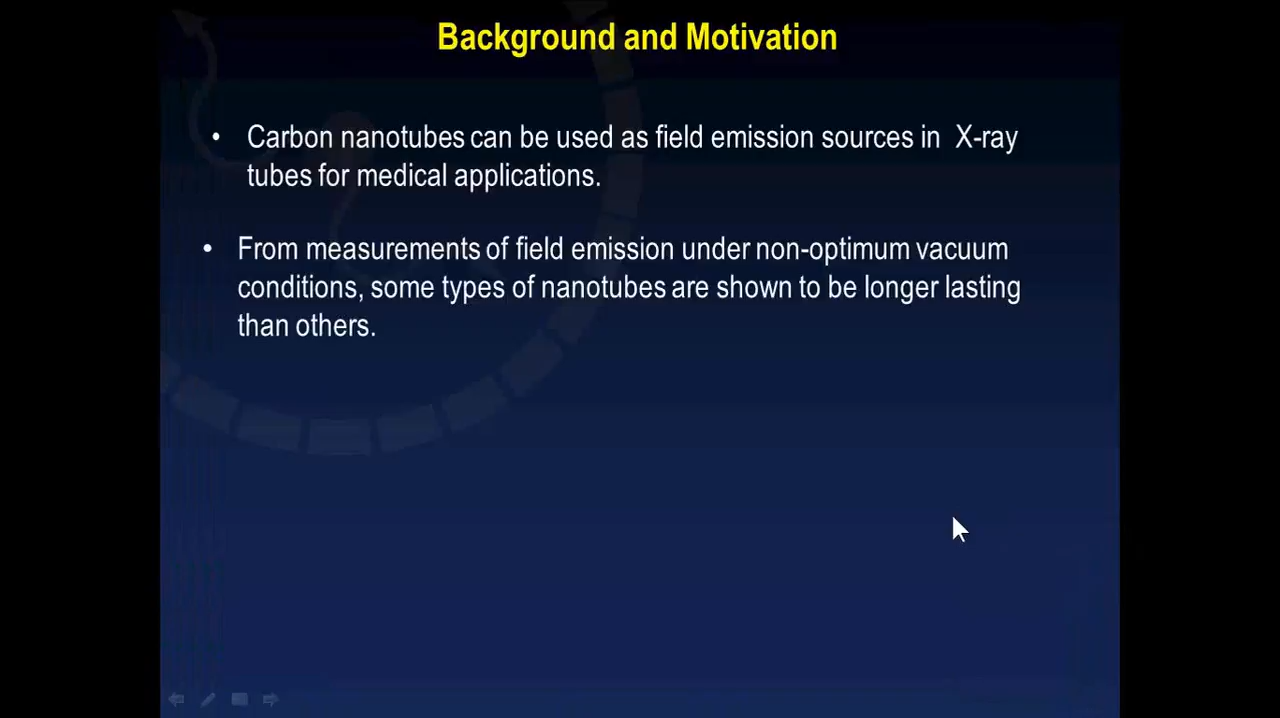 Background and Motivation
• Carbon nanotubes can be used as field emission sources in X-ray
tubes for medical applications.
• From measurements of field emission under non-optimum vacuum
conditions, some types of nanotubes are shown to be longer lasting
than others.